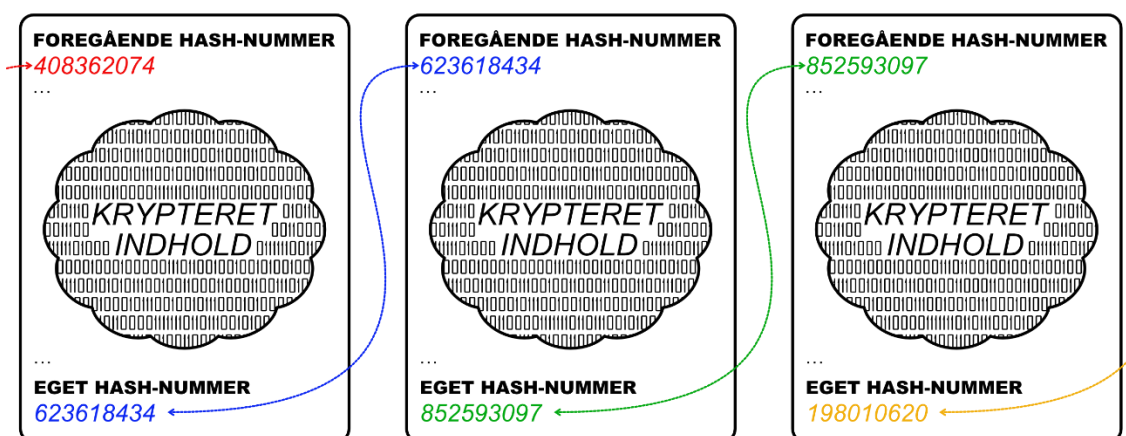 FOREGÅENDE HASH-NUMMER
408362074
...
KRYPTERET
INDHOLD
...
EGET HASH-NUMMER
623618434
FOREGÅENDE HASH-NUMMER
623618434
...
KRYPTERET
INDHOLD
...
EGET HASH-NUMMER
852593097
FOREGÅENDE HASH-NUMMER
852593097
...
KRYPTERET
INDHOLD
...
EGET HASH-NUMMER
198010620